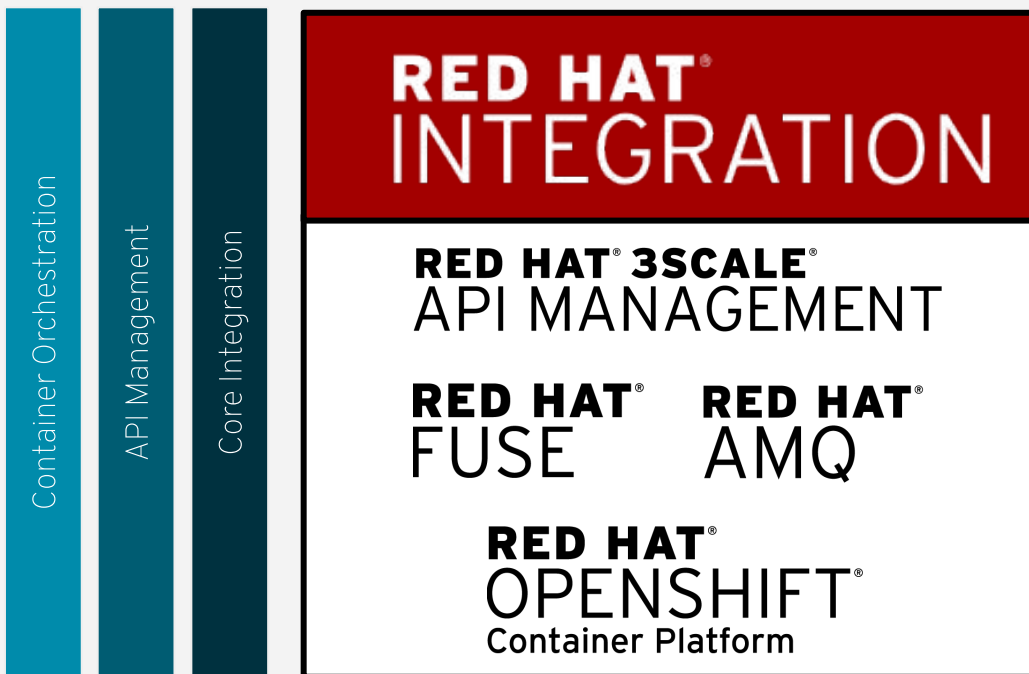 Container Orchestration
API Management
Core Integration
RED HAT®
INTEGRATION
RED HAT® 3SCALE®
API MANAGEMENT
RED HAT®
FUSE
RED HAT®
AMQ
RED HAT®
OPENSHIFT®
Container Platform